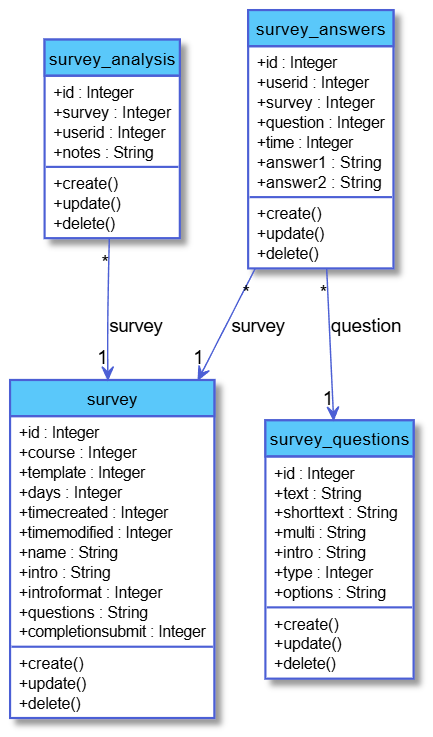 survey_analysis
+id : Integer
+survey : Integer
+userid : Integer
+notes : String
+create()
+update()
+delete()
survey_answers
+id : Integer
+userid : Integer
+survey : Integer
+question : Integer
+time : Integer
+answer1 : String
+answer2 : String
+create()
+update()
+delete()
*
survey
1
*
survey
1
*
question
1
survey
+id : Integer
+course : Integer
+template : Integer
+days : Integer
+timecreated : Integer
+timemodified : Integer
+name : String
+intro : String
+introformat : Integer
+questions : String
+completionsubmit : Integer
+create()
+update()
+delete()
survey_questions
+id : Integer
+text : String
+shorttext : String
+multi : String
+intro : String
+type : Integer
+options : String
+create()
+update()
+delete()